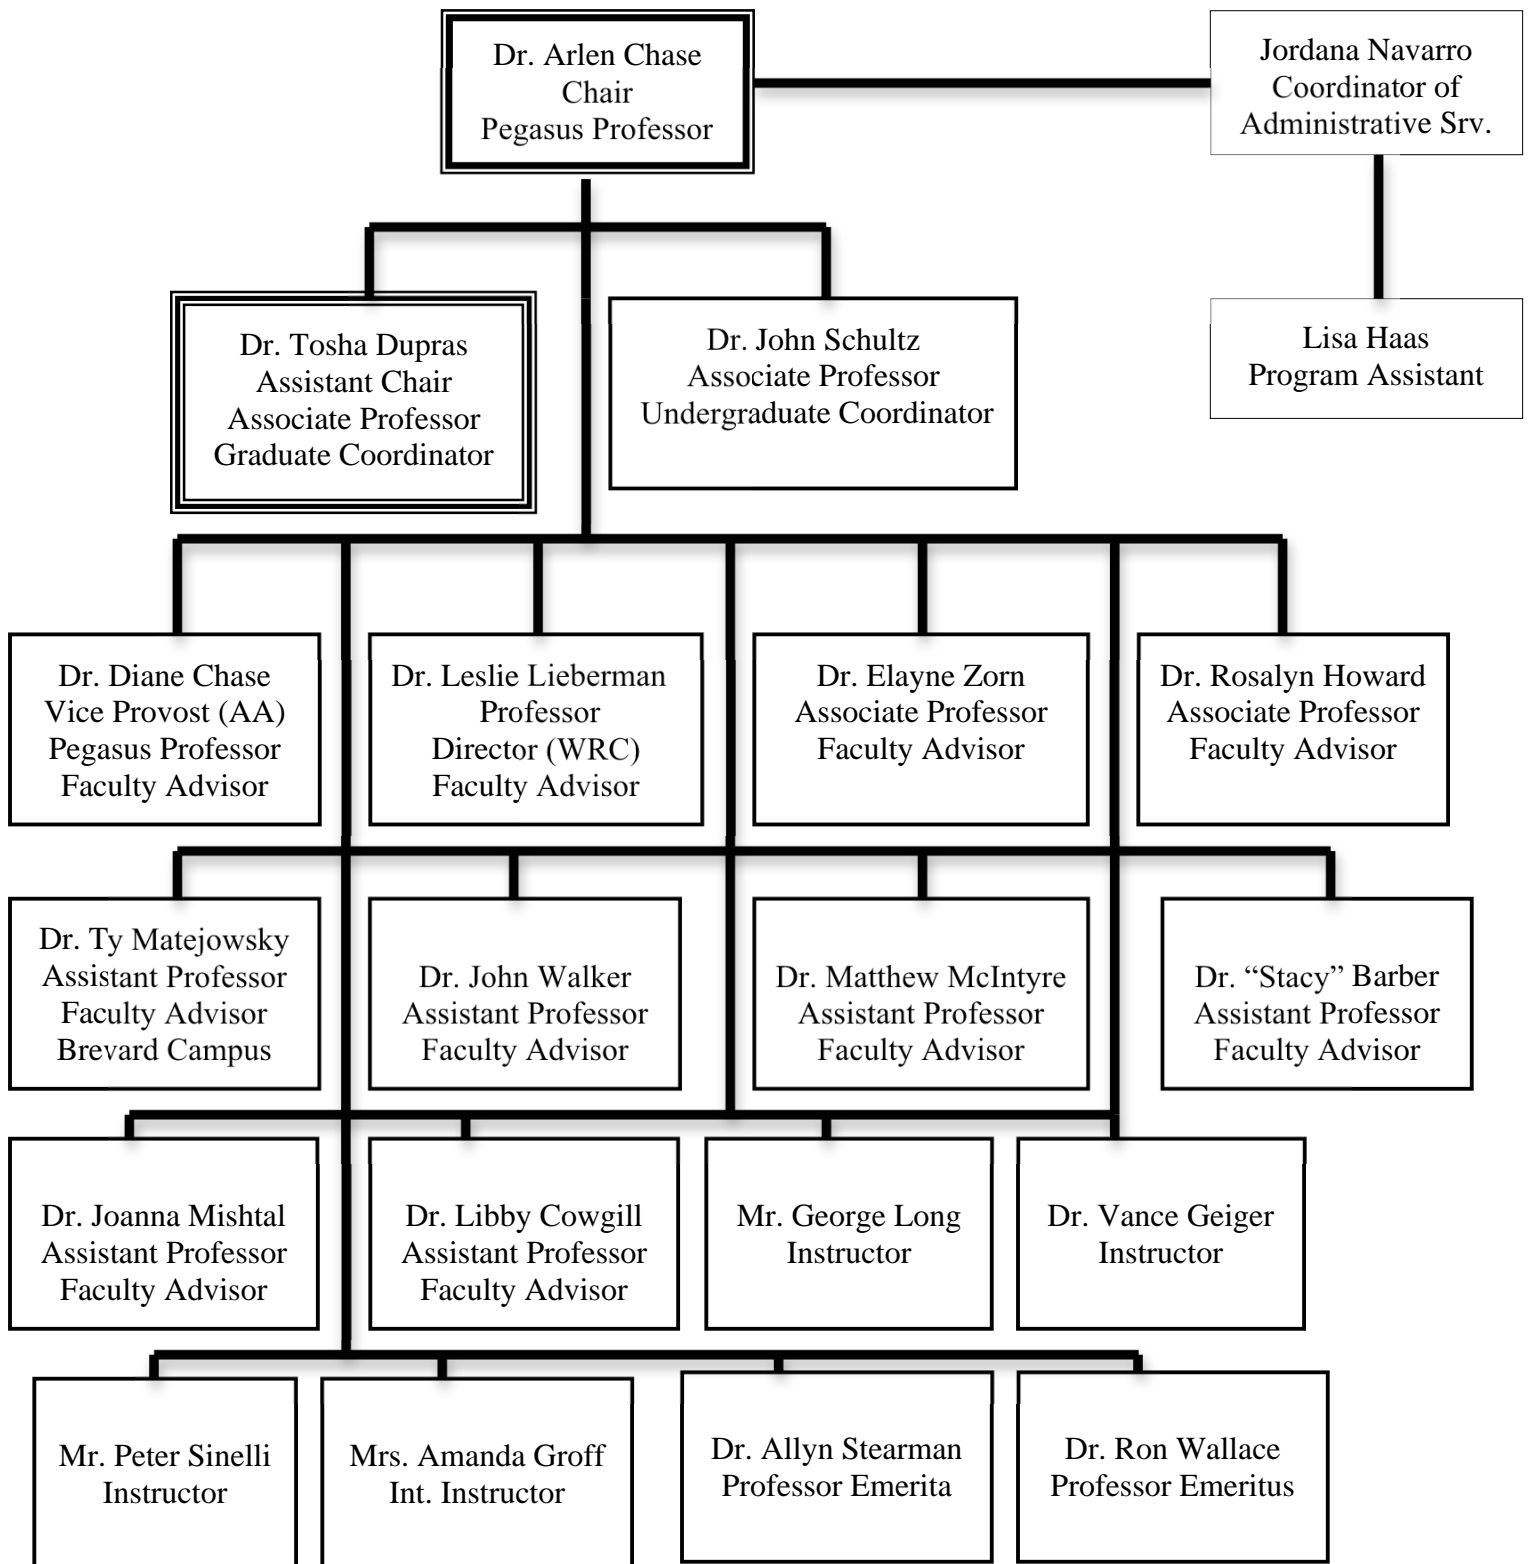 Dr. Arlen Chase
Chair
Pegasus Professor
Jordana Navarro
Coordinator of
Administrative Srv.
Dr. Tosha Dupras
Assistant Chair
Associate Professor
Graduate Coordinator
Dr. John Schultz
Associate Professor
Undergraduate Coordinator
Lisa Haas
Program Assistant
Dr. Diane Chase
Vice Provost (AA)
Pegasus Professor
Faculty Advisor
Dr. Leslie Lieberman
Professor
Director (WRC)
Faculty Advisor
Dr. Elayne Zorn
Associate Professor
Faculty Advisor
Dr. Rosalyn Howard
Associate Professor
Faculty Advisor
Dr. Ty Matejowsky
Assistant Professor
Faculty Advisor
Brevard Campus
Dr. John Walker
Assistant Professor
Faculty Advisor
Dr. Matthew McIntyre
Assistant Professor
Faculty Advisor
Dr. “Stacy” Barber
Assistant Professor
Faculty Advisor
Dr. Joanna Mishtal
Assistant Professor
Faculty Advisor
Dr. Libby Cowgill
Assistant Professor
Faculty Advisor
Mr. George Long
Instructor
Dr. Vance Geiger
Instructor
Mr. Peter Sinelli
Instructor
Mrs. Amanda Groff
Int. Instructor
Dr. Allyn Stearman
Professor Emerita
Dr. Ron Wallace
Professor Emeritus